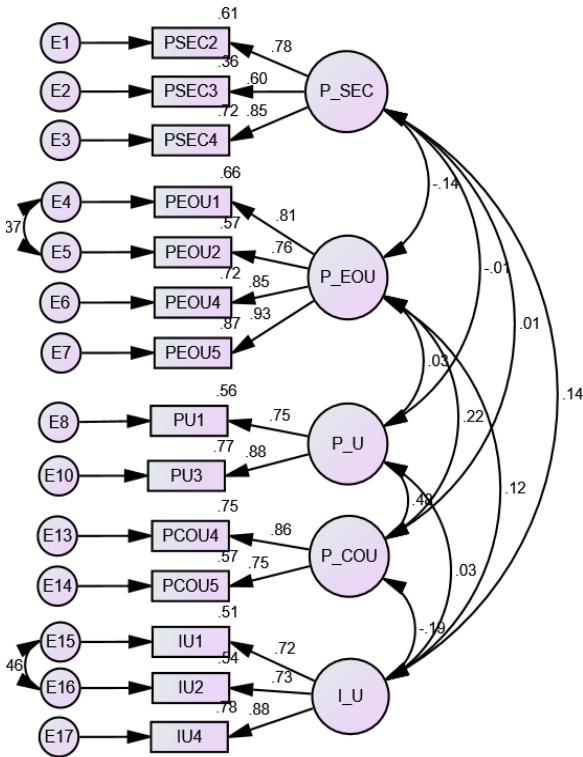 .61
E1 PSEC2 .78
.36
E2 PSEC3 .60 P_SEC
.72 .85
E3 PSEC4
.66
E4 PEOU1 .81 -.14
.57
37 E5 PEOU2 .76
.72 -.01
E6 PEOU4 .85 P_EOU
.87 .93 .01
E7 PEOU5
.03
.56 .14
E8 PU1 .75 .22
.77 P_U
E10 PU3 .88 .12
.48
.75
E13 PCOU4 .86
.57 P_COU
E14 PCOU5 .75 .03
.51
E15 IU1 .72 -.19
.54
46 E16 IU2 .73 I_U
.78 .88
E17 IU4